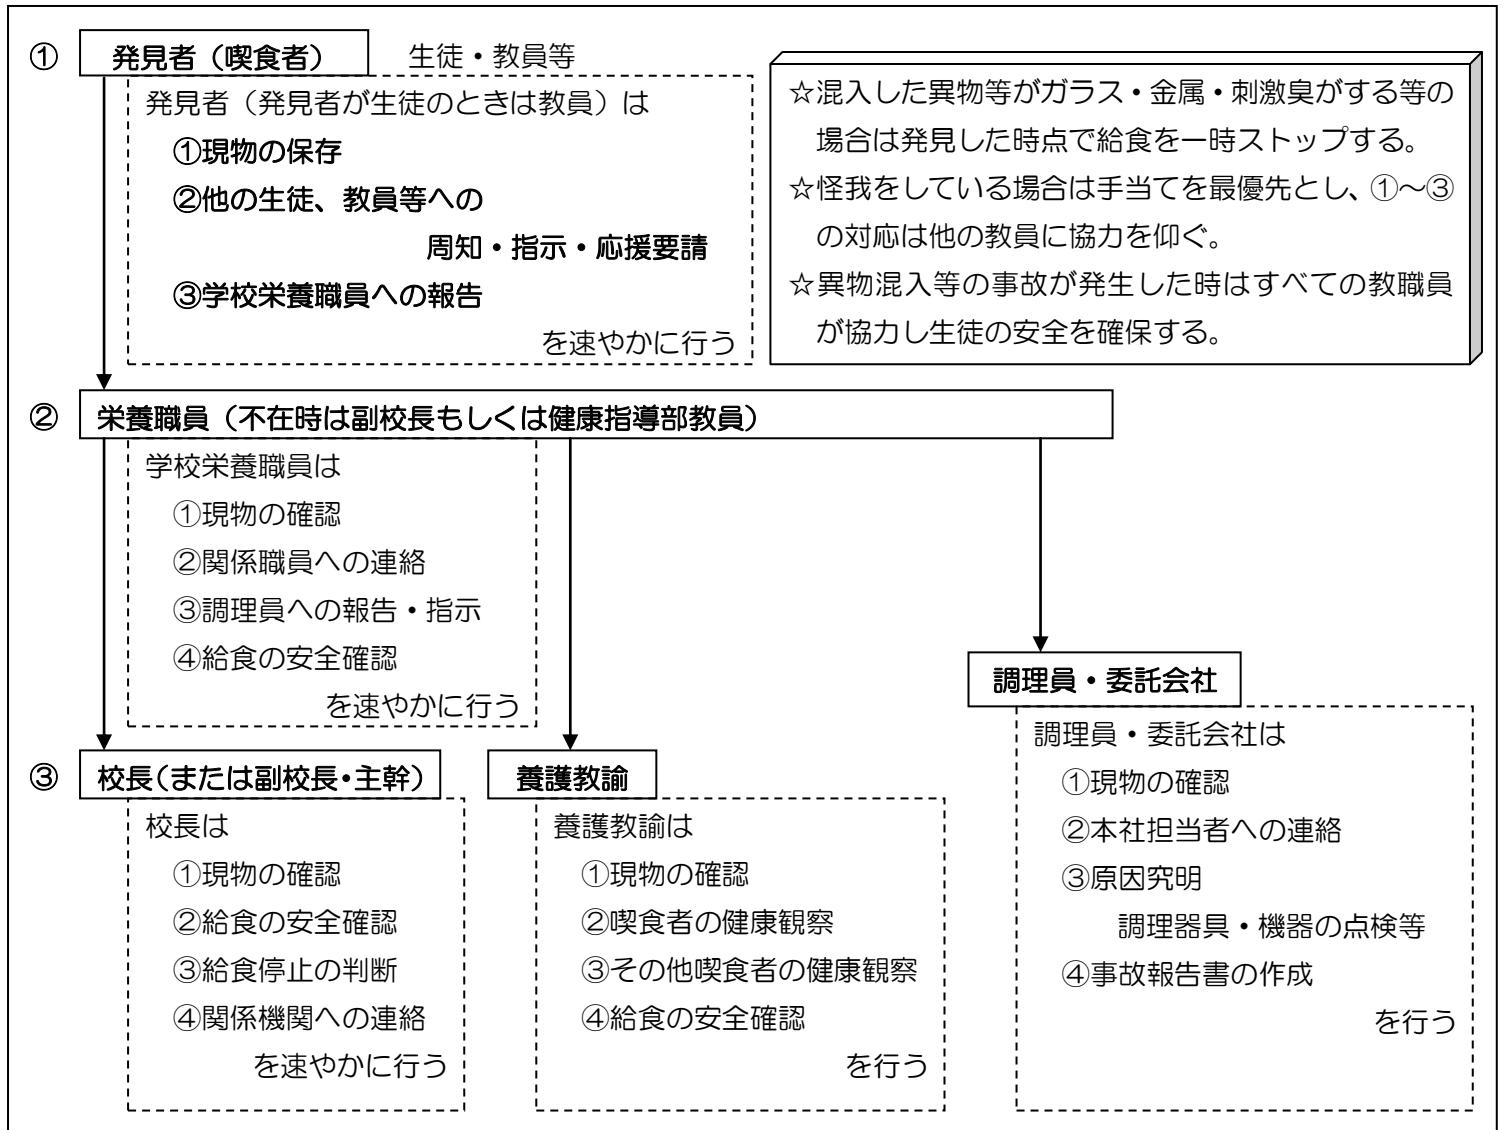 ① 発見者（喫食者） 生徒・教員等
発見者（発見者が生徒のときは教員）は
①現物の保存
②他の生徒、教員等への
周知・指示・応援要請
③学校栄養職員への報告
を速やかに行う
☆混入した異物等がガラス・金属・刺激臭がする等の
場合は発見した時点で給食を一時ストップする。
☆怪我をしている場合は手当てを最優先とし、①～③
の対応は他の教員に協力を仰ぐ。
☆異物混入等の事故が発生した時はすべての教職員
が協力し生徒の安全を確保する。
② 栄養職員（不在時は副校長もしくは健康指導部教員）
学校栄養職員は
①現物の確認
②関係職員への連絡
③調理員への報告・指示
④給食の安全確認
を速やかに行う
③ 校長（または副校長・主幹）
校長は
①現物の確認
②給食の安全確認
③給食停止の判断
④関係機関への連絡
を速やかに行う
養護教諭
養護教諭は
①現物の確認
②喫食者の健康観察
③その他喫食者の健康観察
④給食の安全確認
を行う
調理員・委託会社
調理員・委託会社は
①現物の確認
②本社担当者への連絡
③原因究明
調理器具・機器の点検等
④事故報告書の作成
を行う